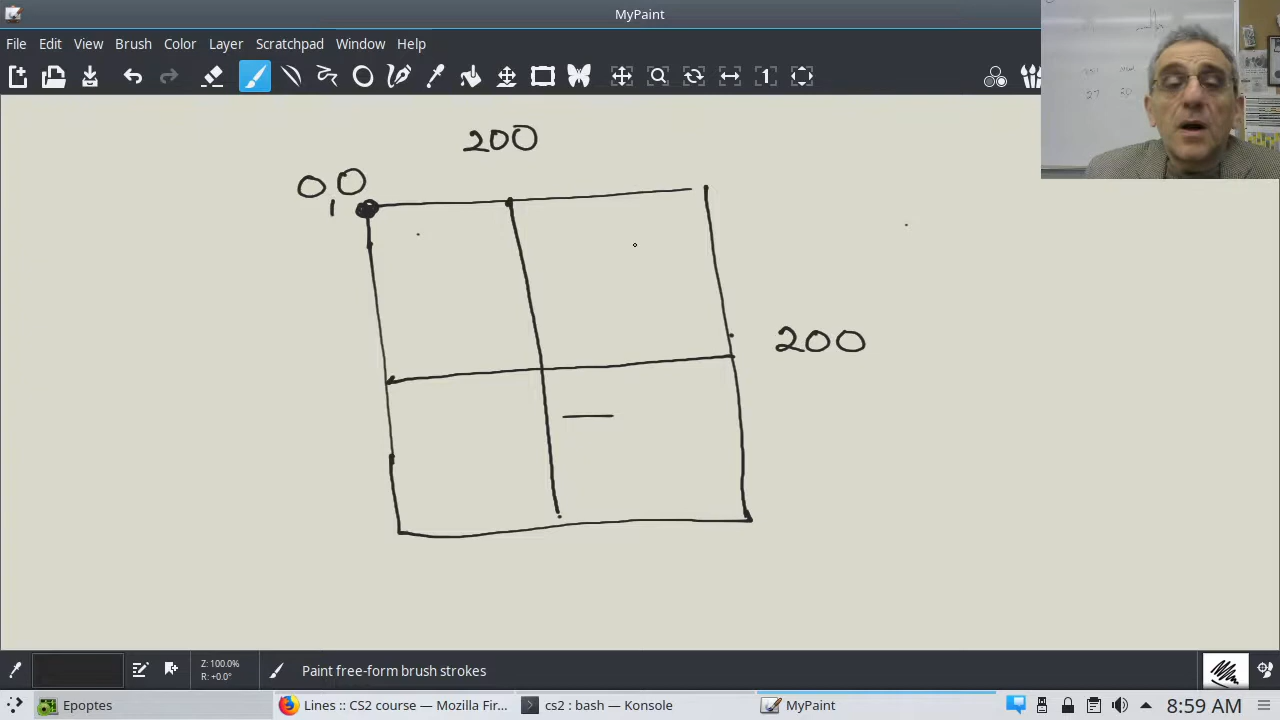 MyPaint
File Edit View Brush Color Layer Scratchpad Window Help
200
0,0
200
Z: 100.0%
R: +0.0°
Paint free-form brush strokes
Epoptes
Lines :: CS2 course — Mozilla Fir...
cs2 : bash — Konsole
MyPaint
8:59 AM